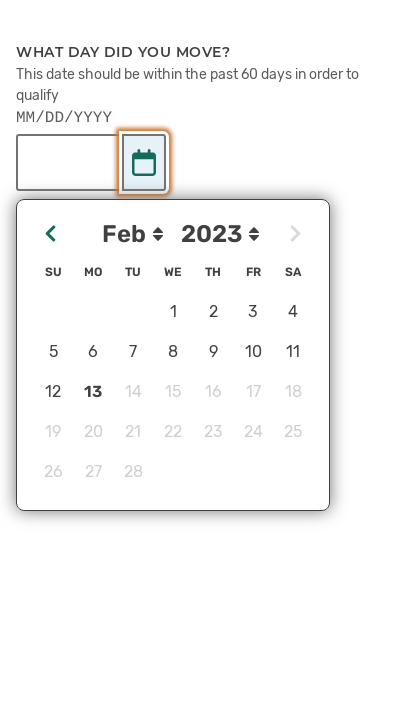 WHAT DAY DID YOU MOVE?
This date should be within the past 60 days in order to
qualify
MM/DD/YYYY
Feb 2023
SU MO TU WE TH FR SA
1 2 3 4
5 6 7 8 9 10 11
12 13 14 15 16 17 18
19 20 21 22 23 24 25
26 27 28